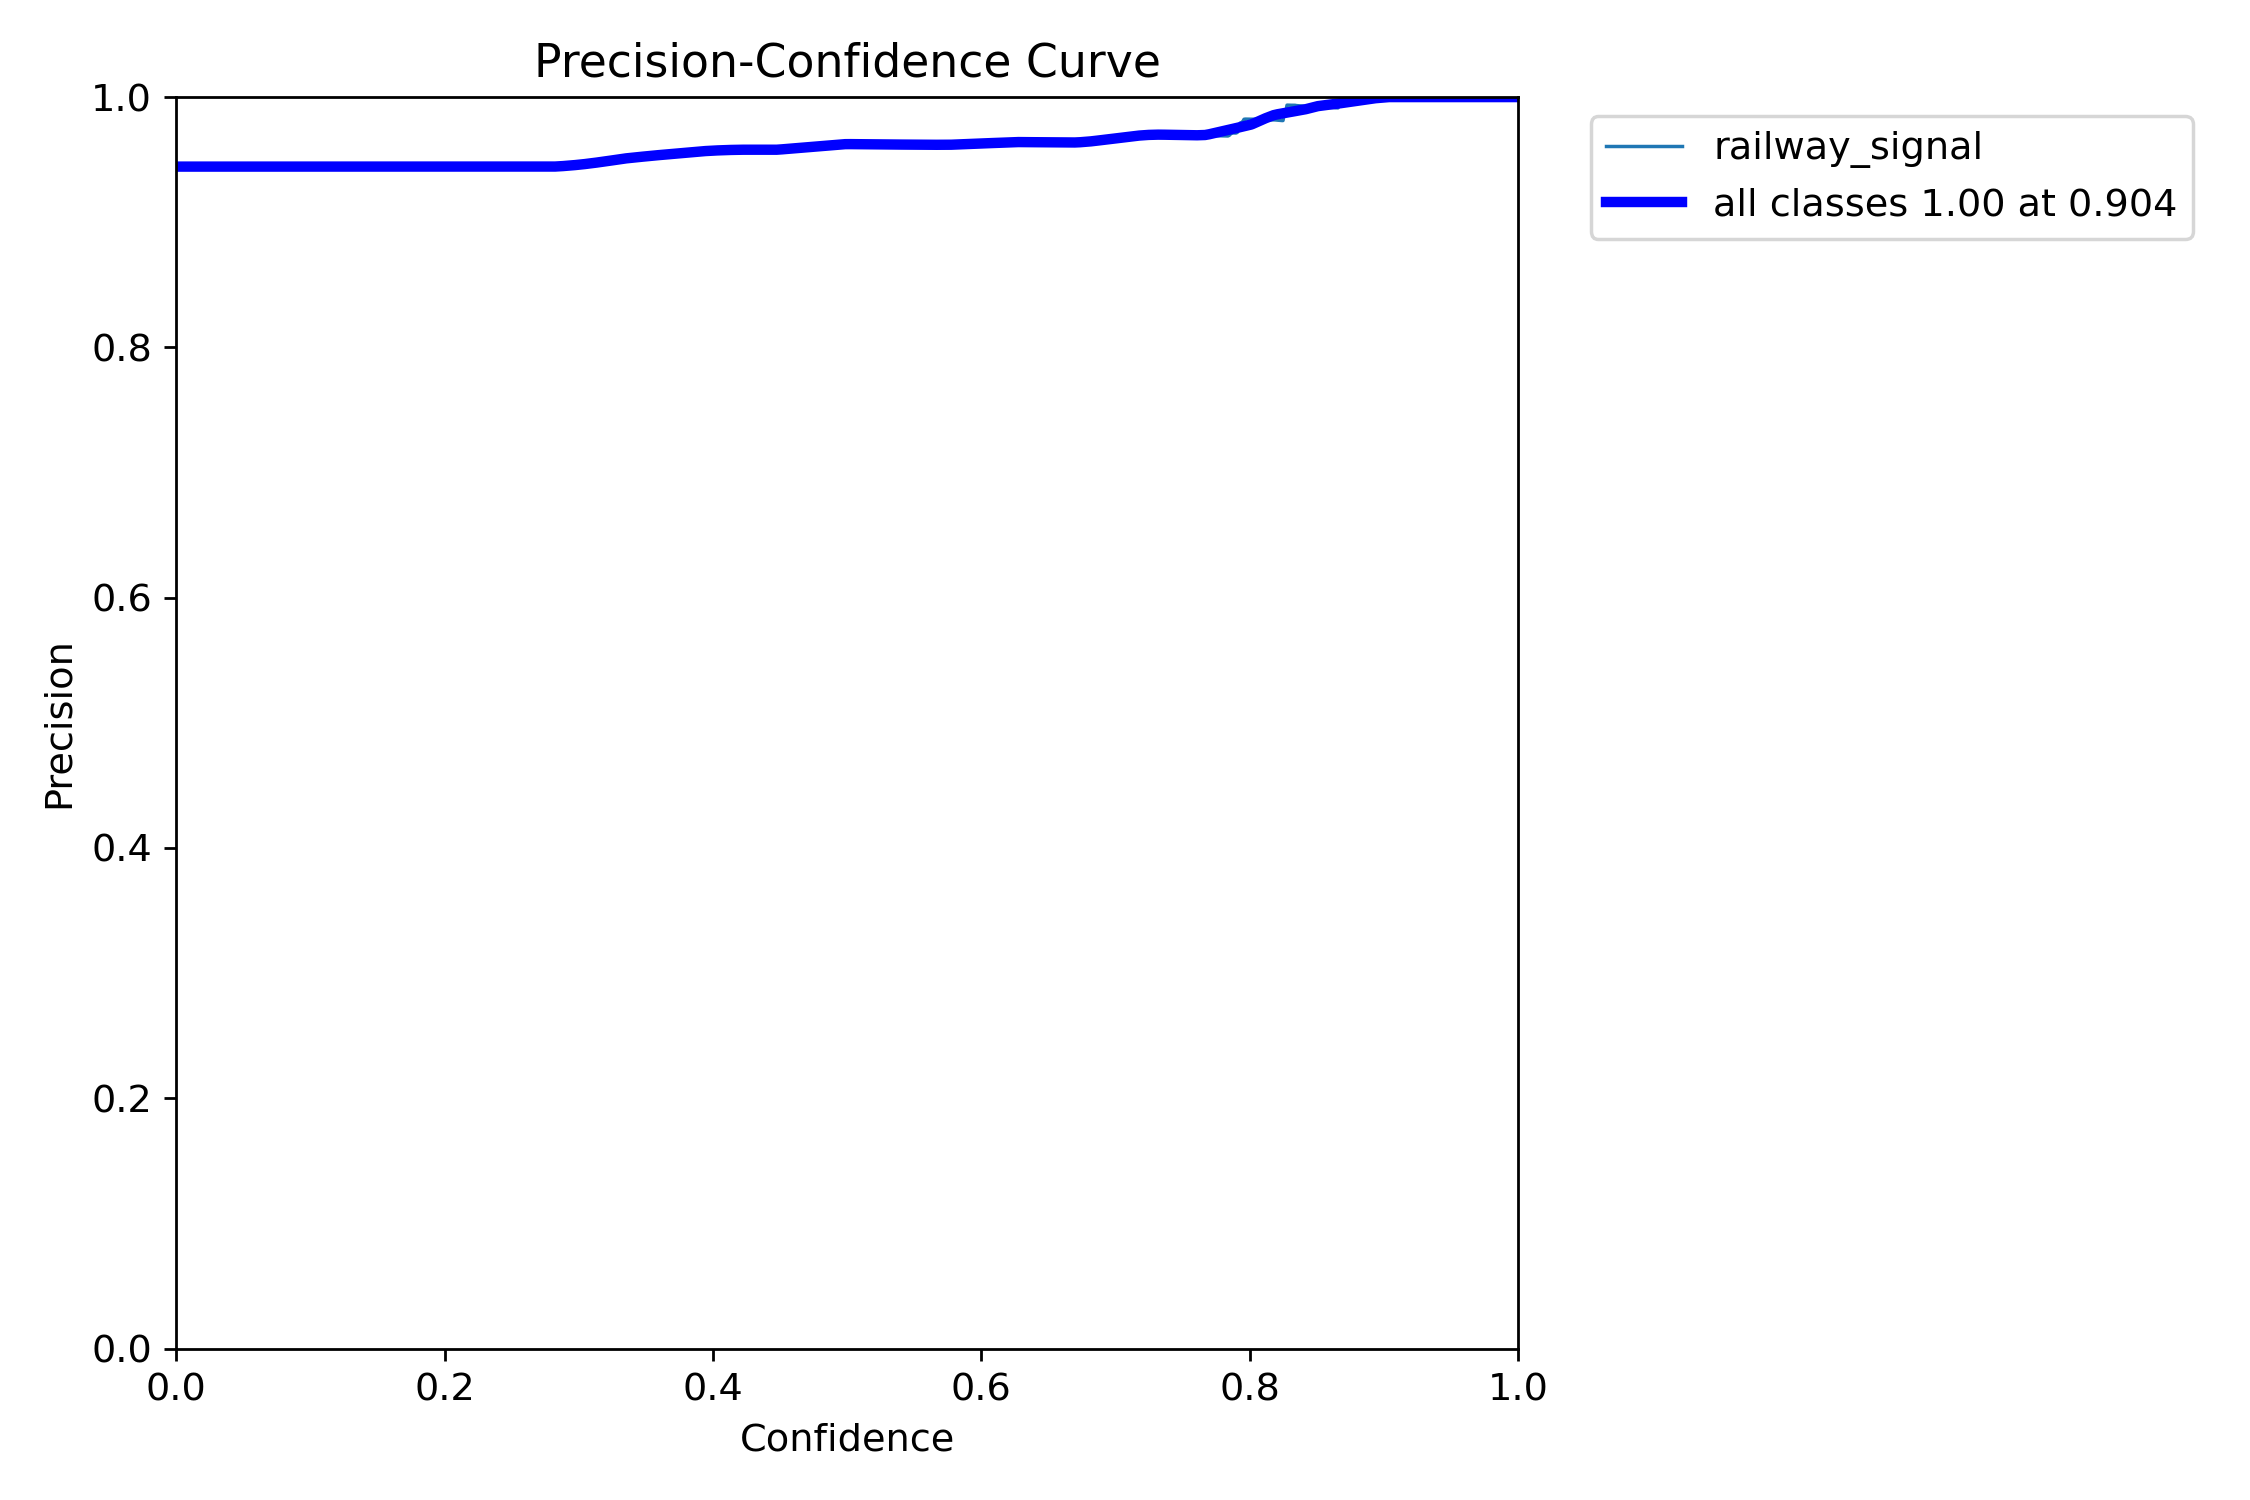 Precision-Confidence Curve
1.0
0.8
0.6
0.4
0.2
0.0
Precision
0.0 0.2 0.4 0.6 0.8 1.0
Confidence
railway_signal
all classes 1.00 at 0.904